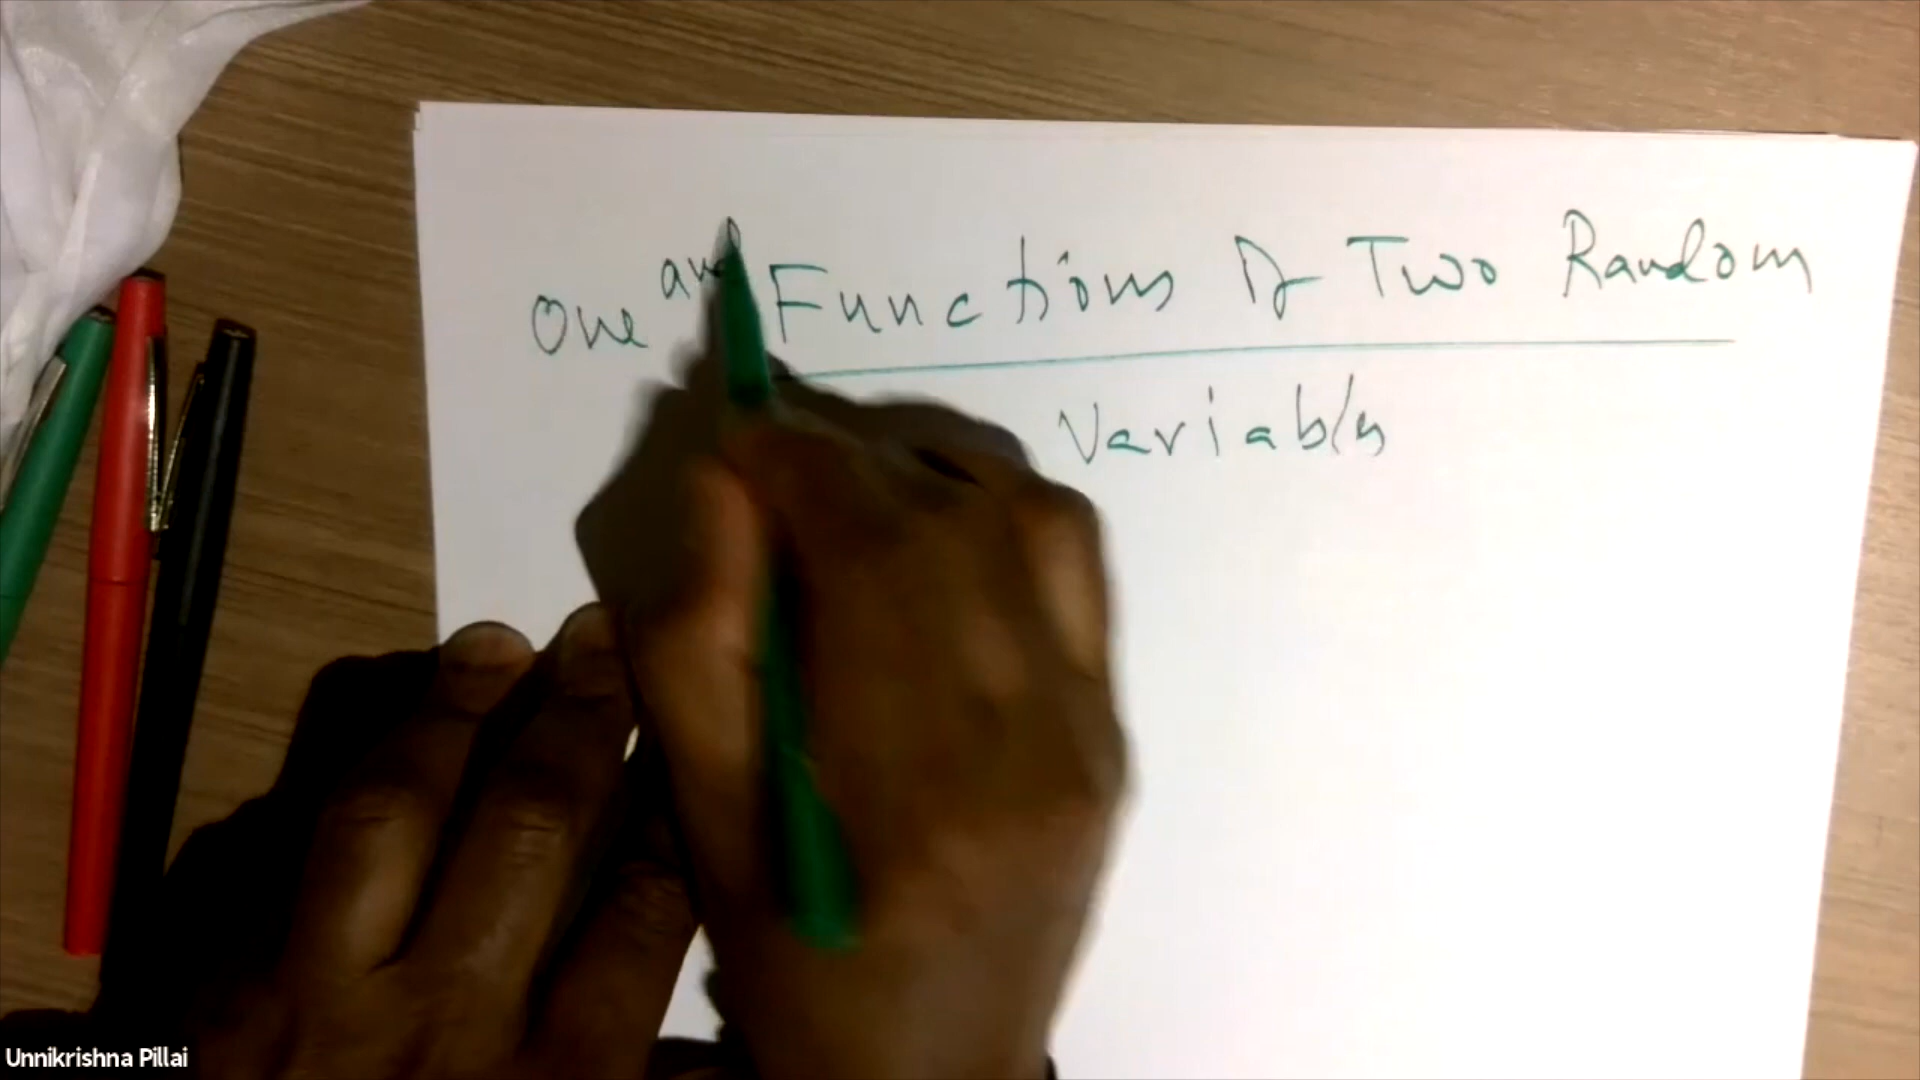 One and Functions of Two Random
Variables
Unnikrishna Pillai